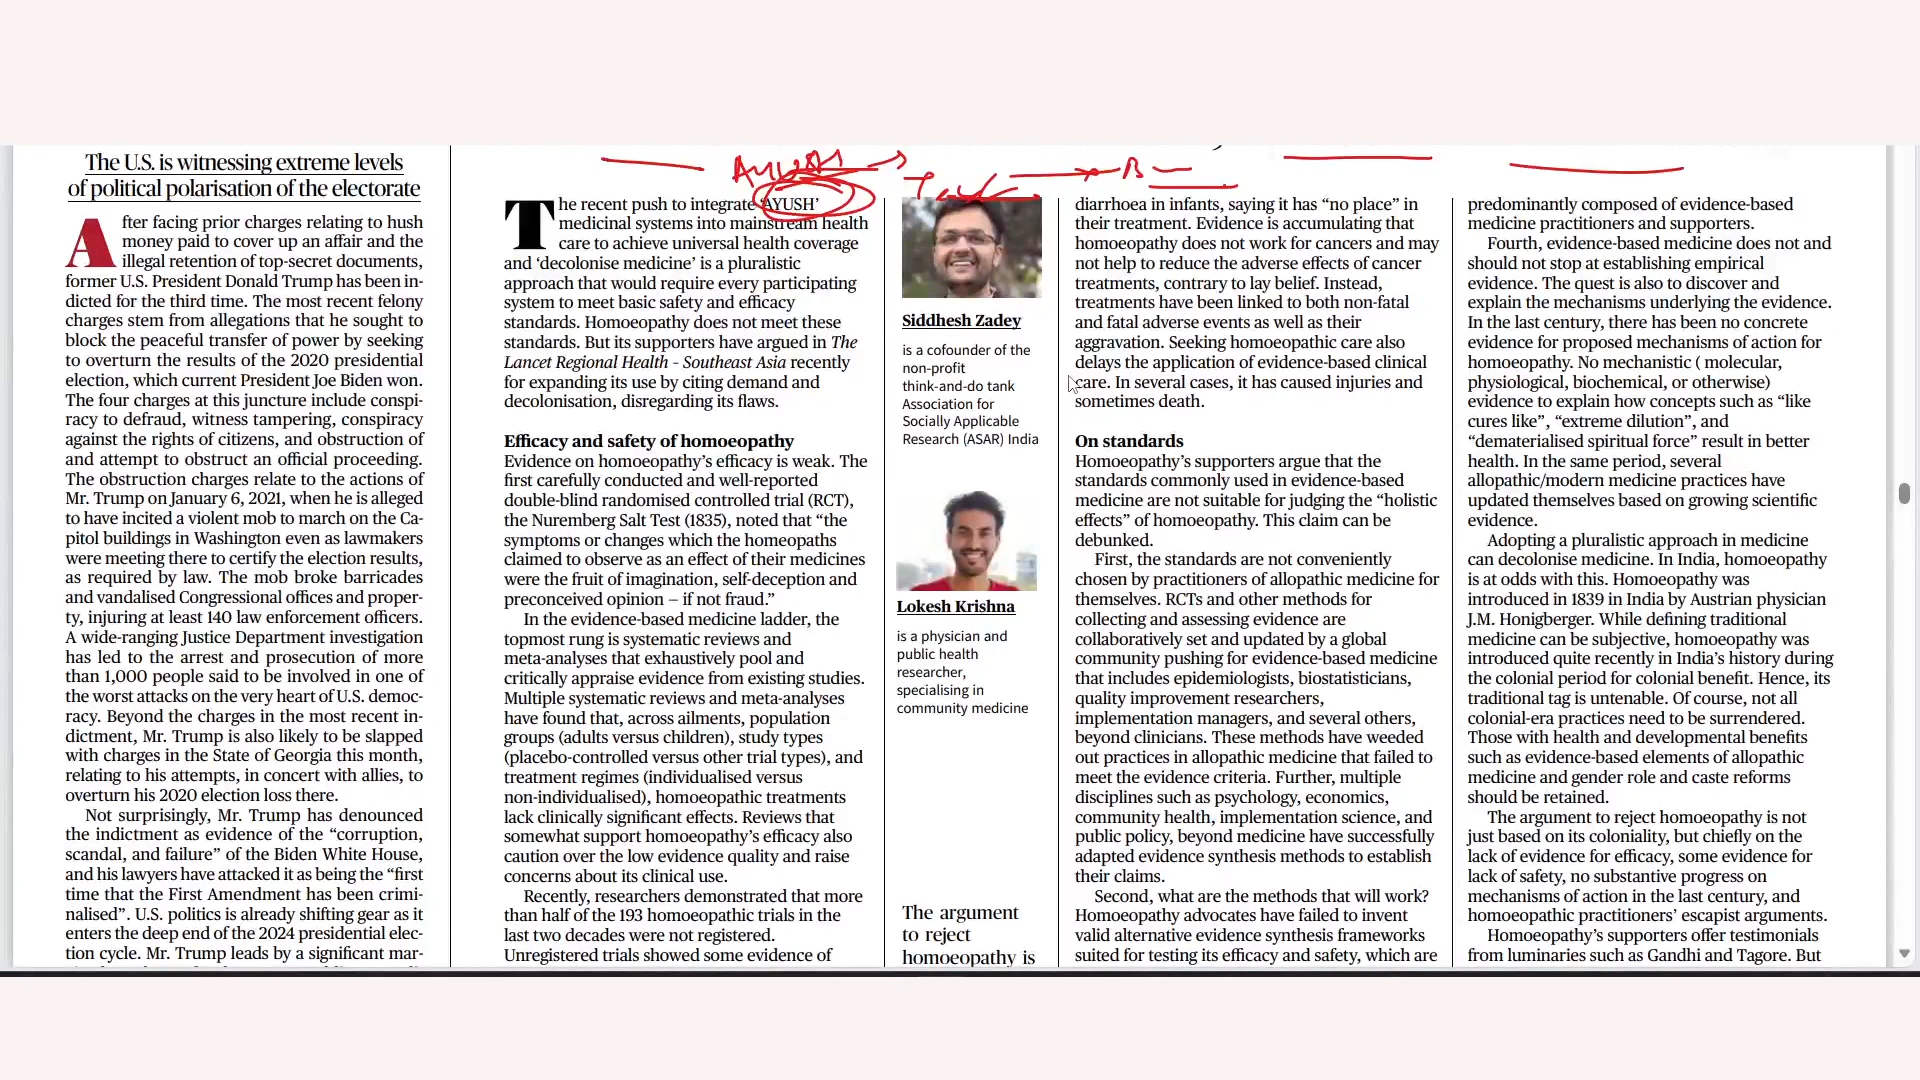 The U.S. is witnessing extreme levels
of political polarisation of the electorate
After facing prior charges relating to hush
money paid to cover up an affair and the
illegal retention of top-secret documents,
former U.S. President Donald Trump has been in-
dicted for the third time. The most recent felony
charges stem from allegations that he sought to
block the peaceful transfer of power by seeking
to overturn the results of the 2020 presidential
election, which current President Joe Biden won.
The four charges at this juncture include conspi-
racy to defraud, witness tampering, conspiracy
against the rights of citizens, and obstruction of
and attempt to obstruct an official proceeding.
The obstruction charges relate to the actions of
Mr. Trump on January 6, 2021, when he is alleged
to have incited a violent mob to march on the Ca-
pitol buildings in Washington even as lawmakers
were meeting there to certify the election results,
as required by law. The mob broke barricades
and vandalised Congressional offices and proper-
ty, injuring at least 140 law enforcement officers.
A wide-ranging Justice Department investigation
has led to the arrest and prosecution of more
than 1,000 people said to be involved in one of
the worst attacks on the very heart of U.S. democ-
racy. Beyond the charges in the most recent in-
dictment, Mr. Trump is also likely to be slapped
with charges in the State of Georgia this month,
relating to his attempts, in concert with allies, to
overturn his 2020 election loss there.
Not surprisingly, Mr. Trump has denounced
the indictment as evidence of the “corruption,
scandal, and failure” of the Biden White House,
and his lawyers have attacked it as being the “first
time that the First Amendment has been crimi-
nalised”. U.S. politics is already shifting gear as it
enters the deep end of the 2024 presidential elec-
tion cycle. Mr. Trump leads by a significant mar-
AYUSH
B
The recent push to integrate ‘AYUSH’
medicinal systems into mainstream health
care to achieve universal health coverage
and ‘decolonise medicine’ is a pluralistic
approach that would require every participating
system to meet basic safety and efficacy
standards. Homoeopathy does not meet these
standards. But its supporters have argued in The
Lancet Regional Health – Southeast Asia recently
for expanding its use by citing demand and
decolonisation, disregarding its flaws.
Efficacy and safety of homoeopathy
Evidence on homoeopathy’s efficacy is weak. The
first carefully conducted and well-reported
double-blind randomised controlled trial (RCT),
the Nuremberg Salt Test (1835), noted that “the
symptoms or changes which the homeopaths
claimed to observe as an effect of their medicines
were the fruit of imagination, self-deception and
preconceived opinion – if not fraud.”
In the evidence-based medicine ladder, the
topmost rung is systematic reviews and
meta-analyses that exhaustively pool and
critically appraise evidence from existing studies.
Multiple systematic reviews and meta-analyses
have found that, across ailments, population
groups (adults versus children), study types
(placebo-controlled versus other trial types), and
treatment regimes (individualised versus
non-individualised), homoeopathic treatments
lack clinically significant effects. Reviews that
somewhat support homoeopathy’s efficacy also
caution over the low evidence quality and raise
concerns about its clinical use.
Recently, researchers demonstrated that more
than half of the 193 homoeopathic trials in the
last two decades were not registered.
Unregistered trials showed some evidence of
Siddhesh Zadey
is a cofounder of the
non-profit
think-and-do tank
Association for
Socially Applicable
Research (ASAR) India
Lokesh Krishna
is a physician and
public health
researcher,
specialising in
community medicine
The argument
to reject
homoeopathy is
diarrhoea in infants, saying it has “no place” in
their treatment. Evidence is accumulating that
homoeopathy does not work for cancers and may
not help to reduce the adverse effects of cancer
treatments, contrary to lay belief. Instead,
treatments have been linked to both non-fatal
and fatal adverse events as well as their
aggravation. Seeking homoeopathic care also
delays the application of evidence-based clinical
care. In several cases, it has caused injuries and
sometimes death.
On standards
Homoeopathy’s supporters argue that the
standards commonly used in evidence-based
medicine are not suitable for judging the “holistic
effects” of homoeopathy. This claim can be
debunked.
First, the standards are not conveniently
chosen by practitioners of allopathic medicine for
themselves. RCTs and other methods for
collecting and assessing evidence are
collaboratively set and updated by a global
community pushing for evidence-based medicine
that includes epidemiologists, biostatisticians,
quality improvement researchers,
implementation managers, and several others,
beyond clinicians. These methods have weeded
out practices in allopathic medicine that failed to
meet the evidence criteria. Further, multiple
disciplines such as psychology, economics,
community health, implementation science, and
public policy, beyond medicine have successfully
adapted evidence synthesis methods to establish
their claims.
Second, what are the methods that will work?
Homoeopathy advocates have failed to invent
valid alternative evidence synthesis frameworks
suited for testing its efficacy and safety, which are
predominantly composed of evidence-based
medicine practitioners and supporters.
Fourth, evidence-based medicine does not and
should not stop at establishing empirical
evidence. The quest is also to discover and
explain the mechanisms underlying the evidence.
In the last century, there has been no concrete
evidence for proposed mechanisms of action for
homoeopathy. No mechanistic ( molecular,
physiological, biochemical, or otherwise)
evidence to explain how concepts such as “like
cures like”, “extreme dilution”, and
“dematerialised spiritual force” result in better
health. In the same period, several
allopathic/modern medicine practices have
updated themselves based on growing scientific
evidence.
Adopting a pluralistic approach in medicine
can decolonise medicine. In India, homoeopathy
is at odds with this. Homoeopathy was
introduced in 1839 in India by Austrian physician
J.M. Honigberger. While defining traditional
medicine can be subjective, homoeopathy was
introduced quite recently in India’s history during
the colonial period for colonial benefit. Hence, its
traditional tag is untenable. Of course, not all
colonial-era practices need to be surrendered.
Those with health and developmental benefits
such as evidence-based elements of allopathic
medicine and gender role and caste reforms
should be retained.
The argument to reject homoeopathy is not
just based on its coloniality, but chiefly on the
lack of evidence for efficacy, some evidence for
lack of safety, no substantive progress on
mechanisms of action in the last century, and
homoeopathic practitioners’ escapist arguments.
Homoeopathy’s supporters offer testimonials
from luminaries such as Gandhi and Tagore. But